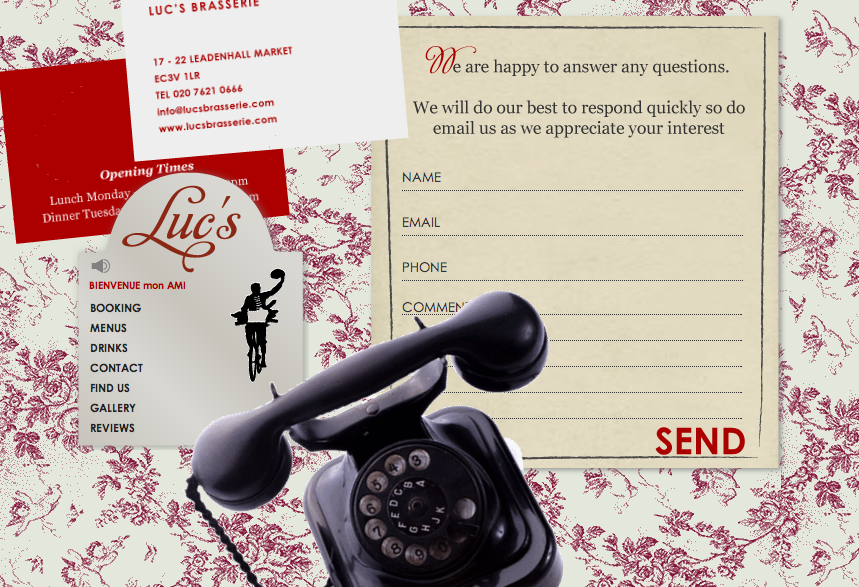 LUC'S BRASSERIE
17 - 22 LEADENHALL MARKET
EC3V 1LR
TEL 020 7621 0666
info@lucsbrasserie.com
www.lucsbrasserie.com
Opening Times
Lunch Monday
Dinner
Luc's
BIENVENUE mon AMI
BOOKING
MENUS
DRINKS
CONTACT
FIND US
GALLERY
REVIEWS
We are happy to answer any questions.
We will do our best to respond quickly so do
email us as we appreciate your interest
NAME
EMAIL
PHONE
COMMENT
SEND